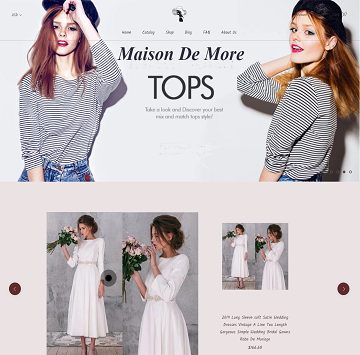 USD
Home Catalog Shop Blog FAQ About Us
Maison De More
TOPS
Take a look and Discover your best
mix and match tops style!
2019 Long Sleeve soft Satin Wedding
Dresses Vintage A Line Tea Length
Gorgeous Simple Wedding Bridal Gowns
Robe De Mariage